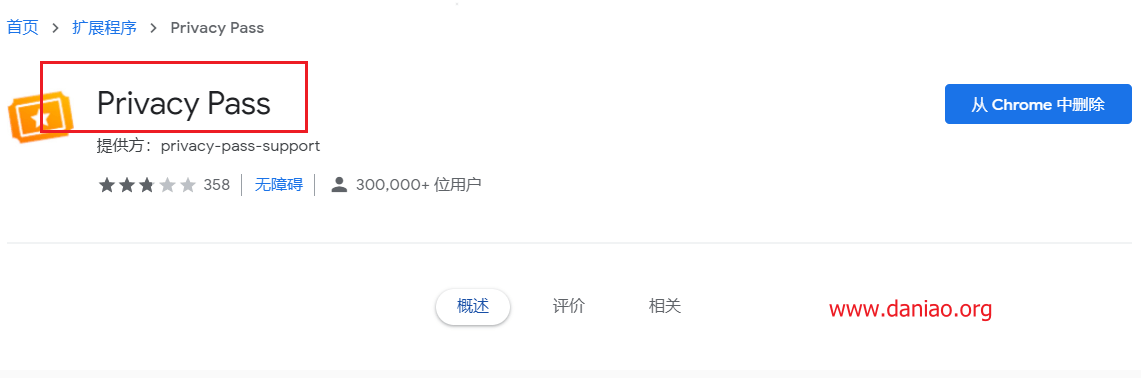 首页 > 扩展程序 > Privacy Pass
Privacy Pass
从 Chrome 中删除
提供方：privacy-pass-support
358 无障碍 300,000+ 位用户
概述 评价 相关
www.daniao.org